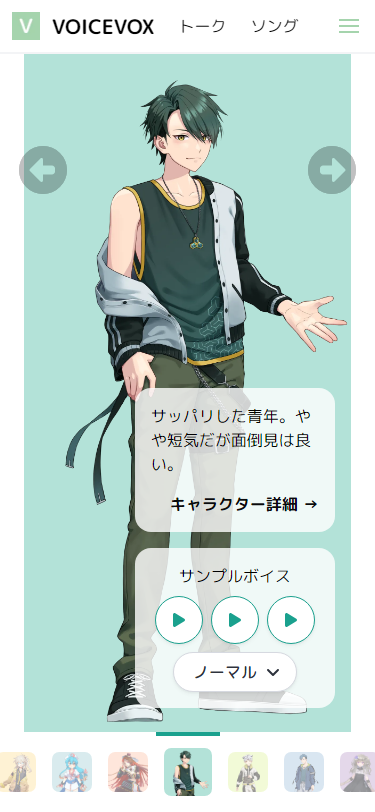 V VOICEVOX トーク ソング
サッパリした青年。や
や短気だが面倒見は良
い。
キャラクター詳細 →
サンプルボイス
ノーマル